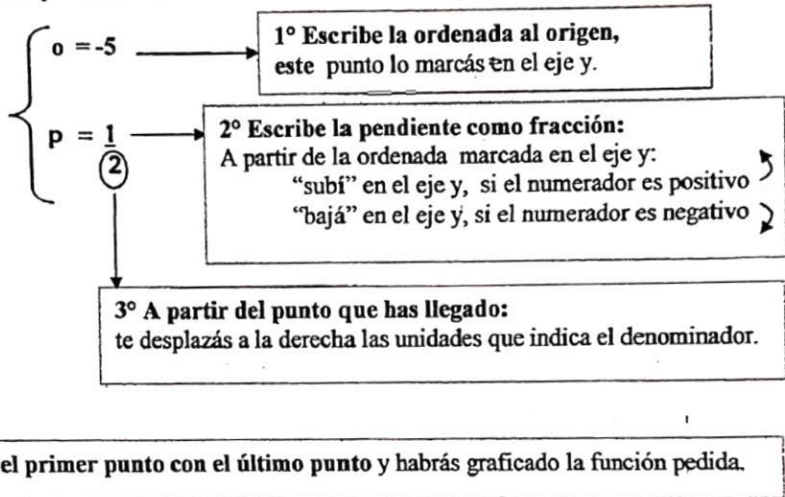 o = -5
1° Escribe la ordenada al origen,
este punto lo marcás en el eje y.
p = 1
2
2° Escribe la pendiente como fracción:
A partir de la ordenada marcada en el eje y:
“subí” en el eje y, si el numerador es positivo
“bajá” en el eje y, si el numerador es negativo
3° A partir del punto que has llegado:
te desplazás a la derecha las unidades que indica el denominador.
el primer punto con el último punto y habrás graficado la función pedida.